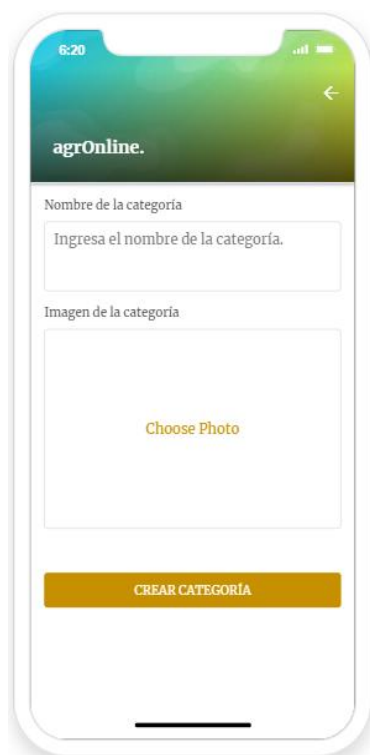 6:20
agrOnline.
Nombre de la categoría
Ingresa el nombre de la categoría.
Imagen de la categoría
Choose Photo
CREAR CATEGORÍA